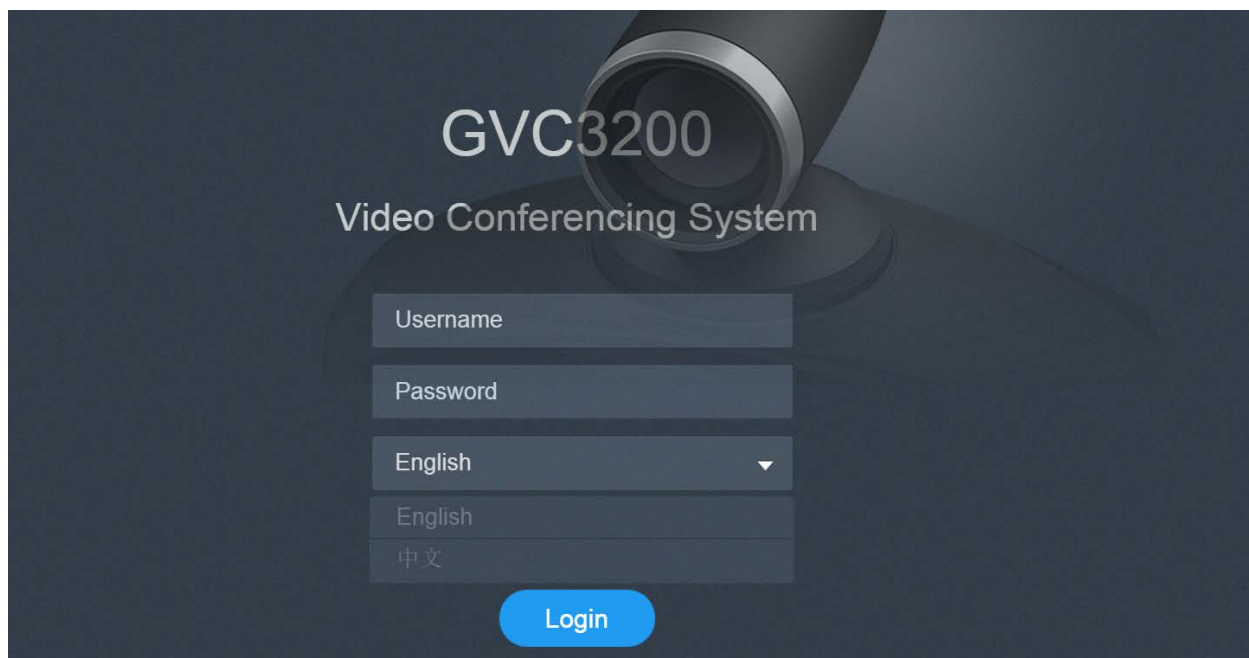 GVC3200
Video Conferencing System
Username
Password
English
English
中文
Login